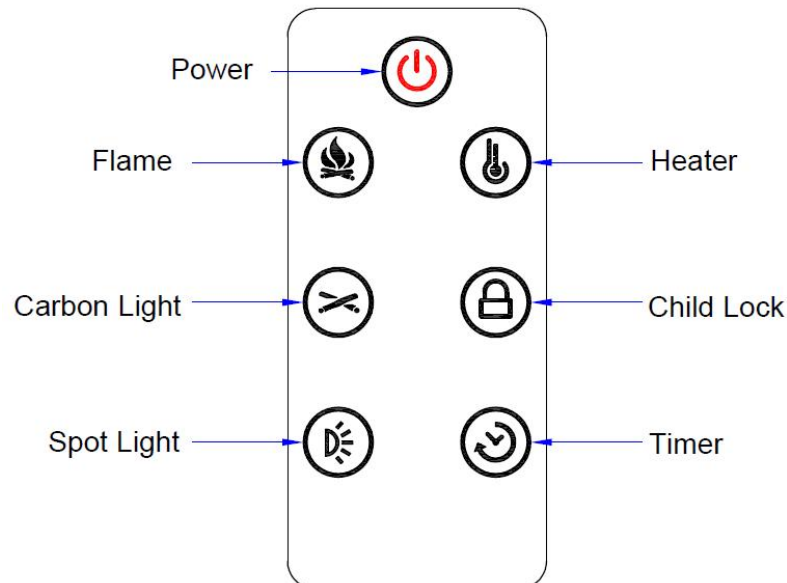 Power
Flame
Heater
Carbon Light
Child Lock
Spot Light
Timer